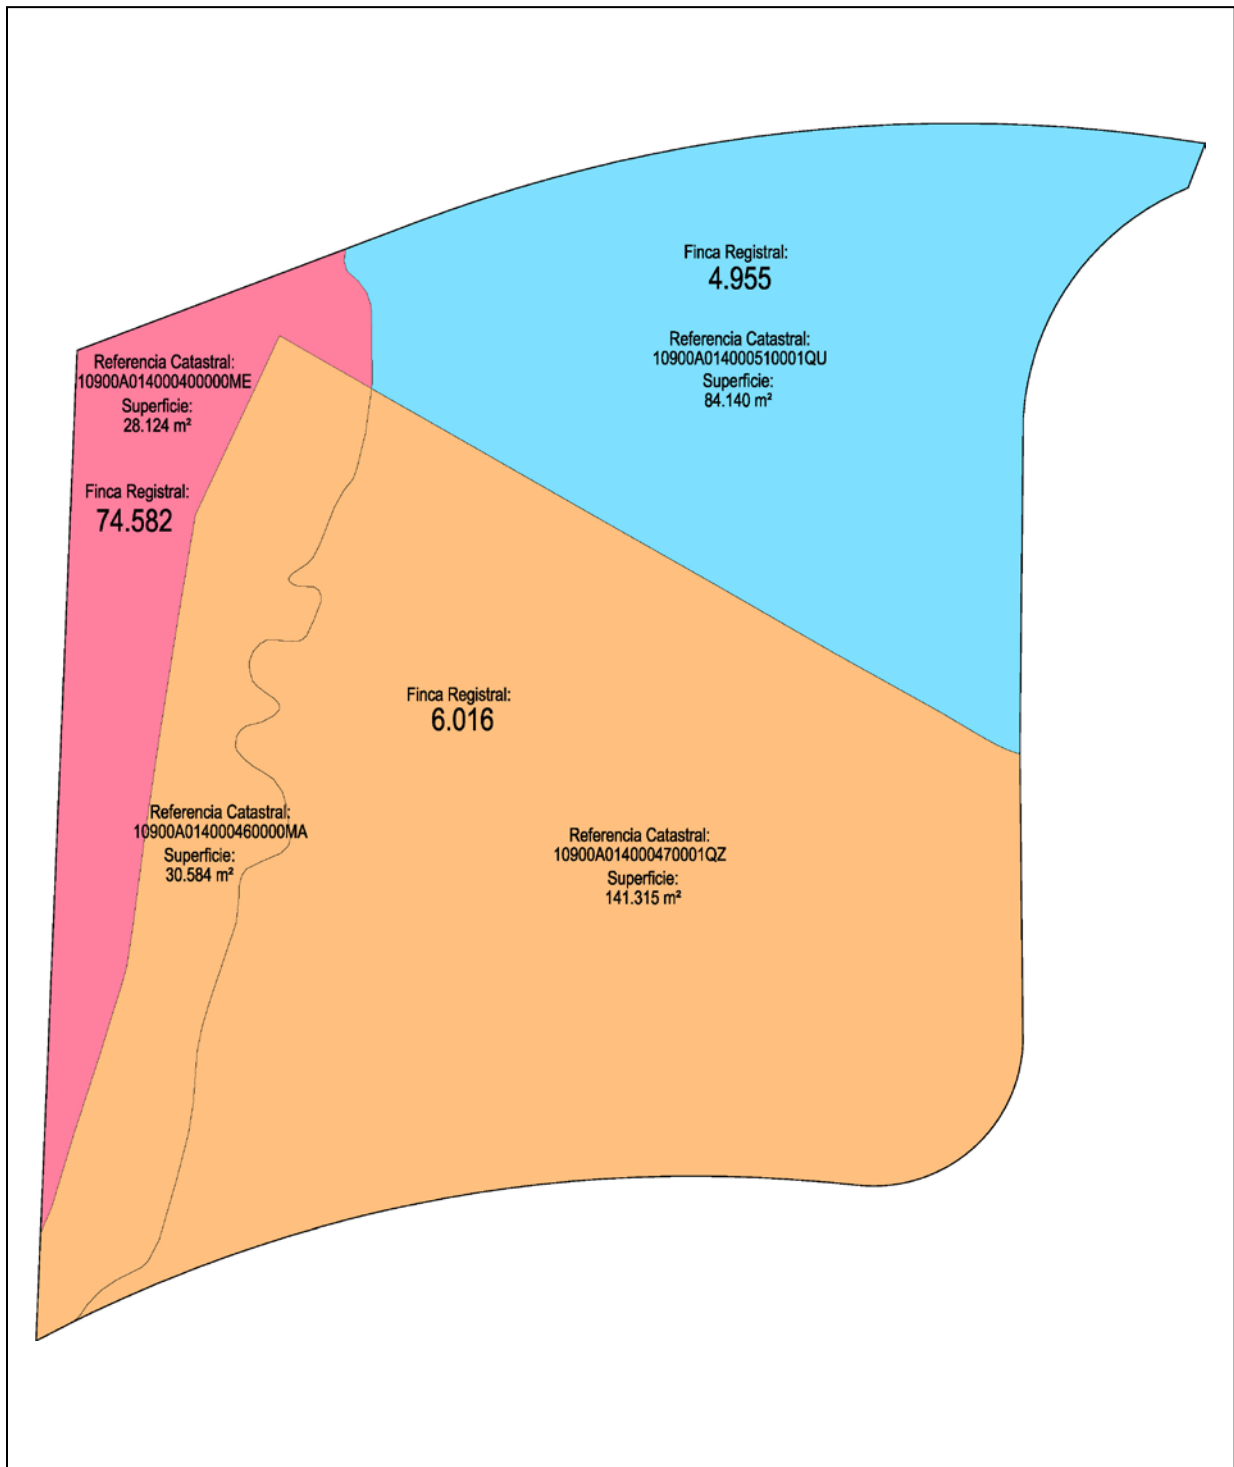 Finca Registral:
4.955
Referencia Catastral:
10900A014000510001QU
Superficie:
84.140 m²
Referencia Catastral:
10900A014000400000ME
Superficie:
28.124 m²
Finca Registral:
74.582
Finca Registral:
6.016
Referencia Catastral:
10900A014000460000MA
Superficie:
30.584 m²
Referencia Catastral:
10900A014000470001QZ
Superficie:
141.315 m²